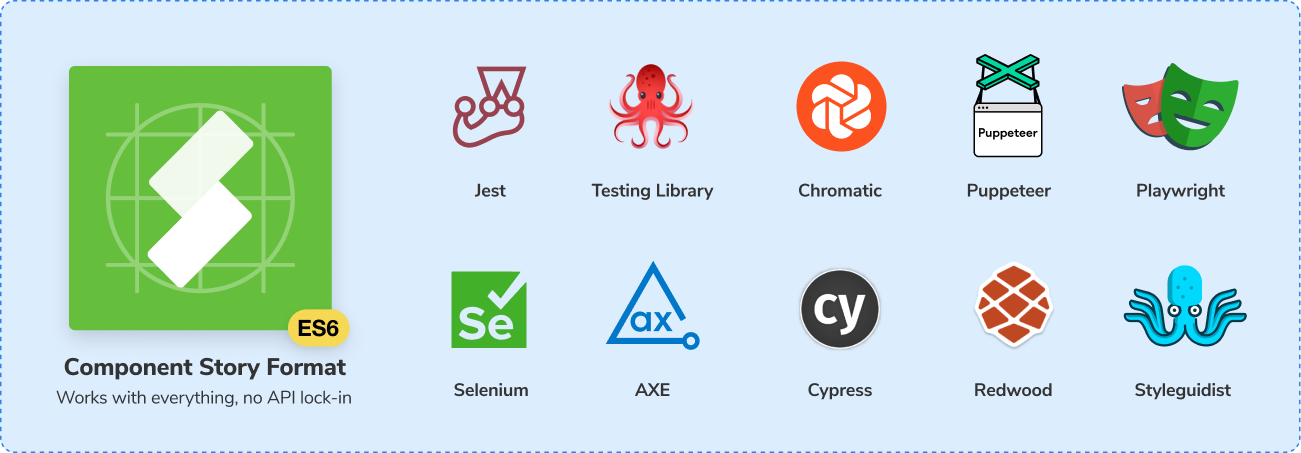 ES6
Component Story Format
Works with everything, no API lock-in
Jest
Testing Library
Chromatic
Puppeteer
Puppeteer
Playwright
Se
Selenium
ax
AXE
cy
Cypress
Redwood
Styleguidist